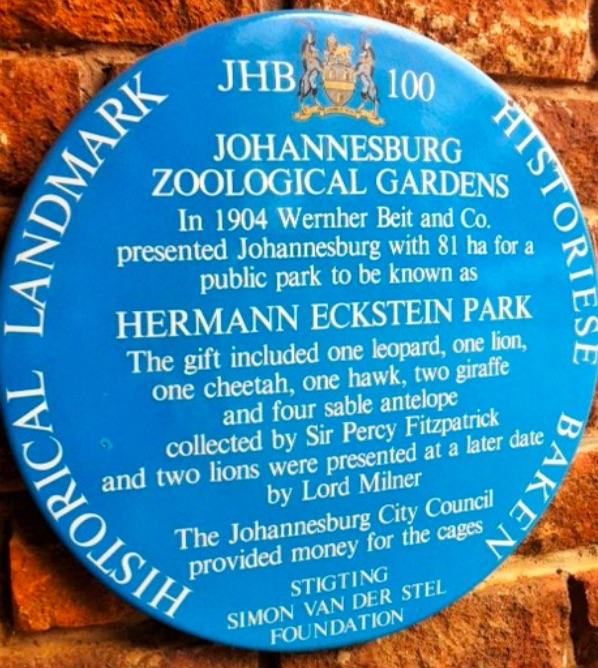 JHB 100
HISTORICAL LANDMARK
HISTORIESE BAKEN
JOHANNESBURG
ZOOLOGICAL GARDENS
In 1904 Wernher Beit and Co.
presented Johannesburg with 81 ha for a
public park to be known as
HERMANN ECKSTEIN PARK
The gift included one leopard, one lion,
one cheetah, one hawk, two giraffe
and four sable antelope
collected by Sir Percy Fitzpatrick
and two lions were presented at a later date
by Lord Milner
The Johannesburg City Council
provided money for the cages
STIGTING
SIMON VAN DER STEL
FOUNDATION